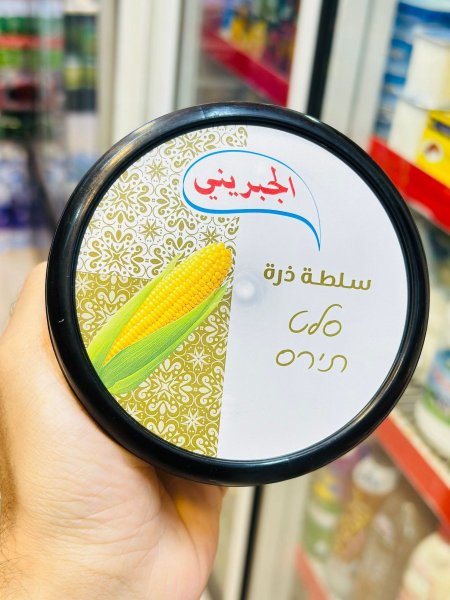 الجبريني
سلطة ذرة
סלט
תירס